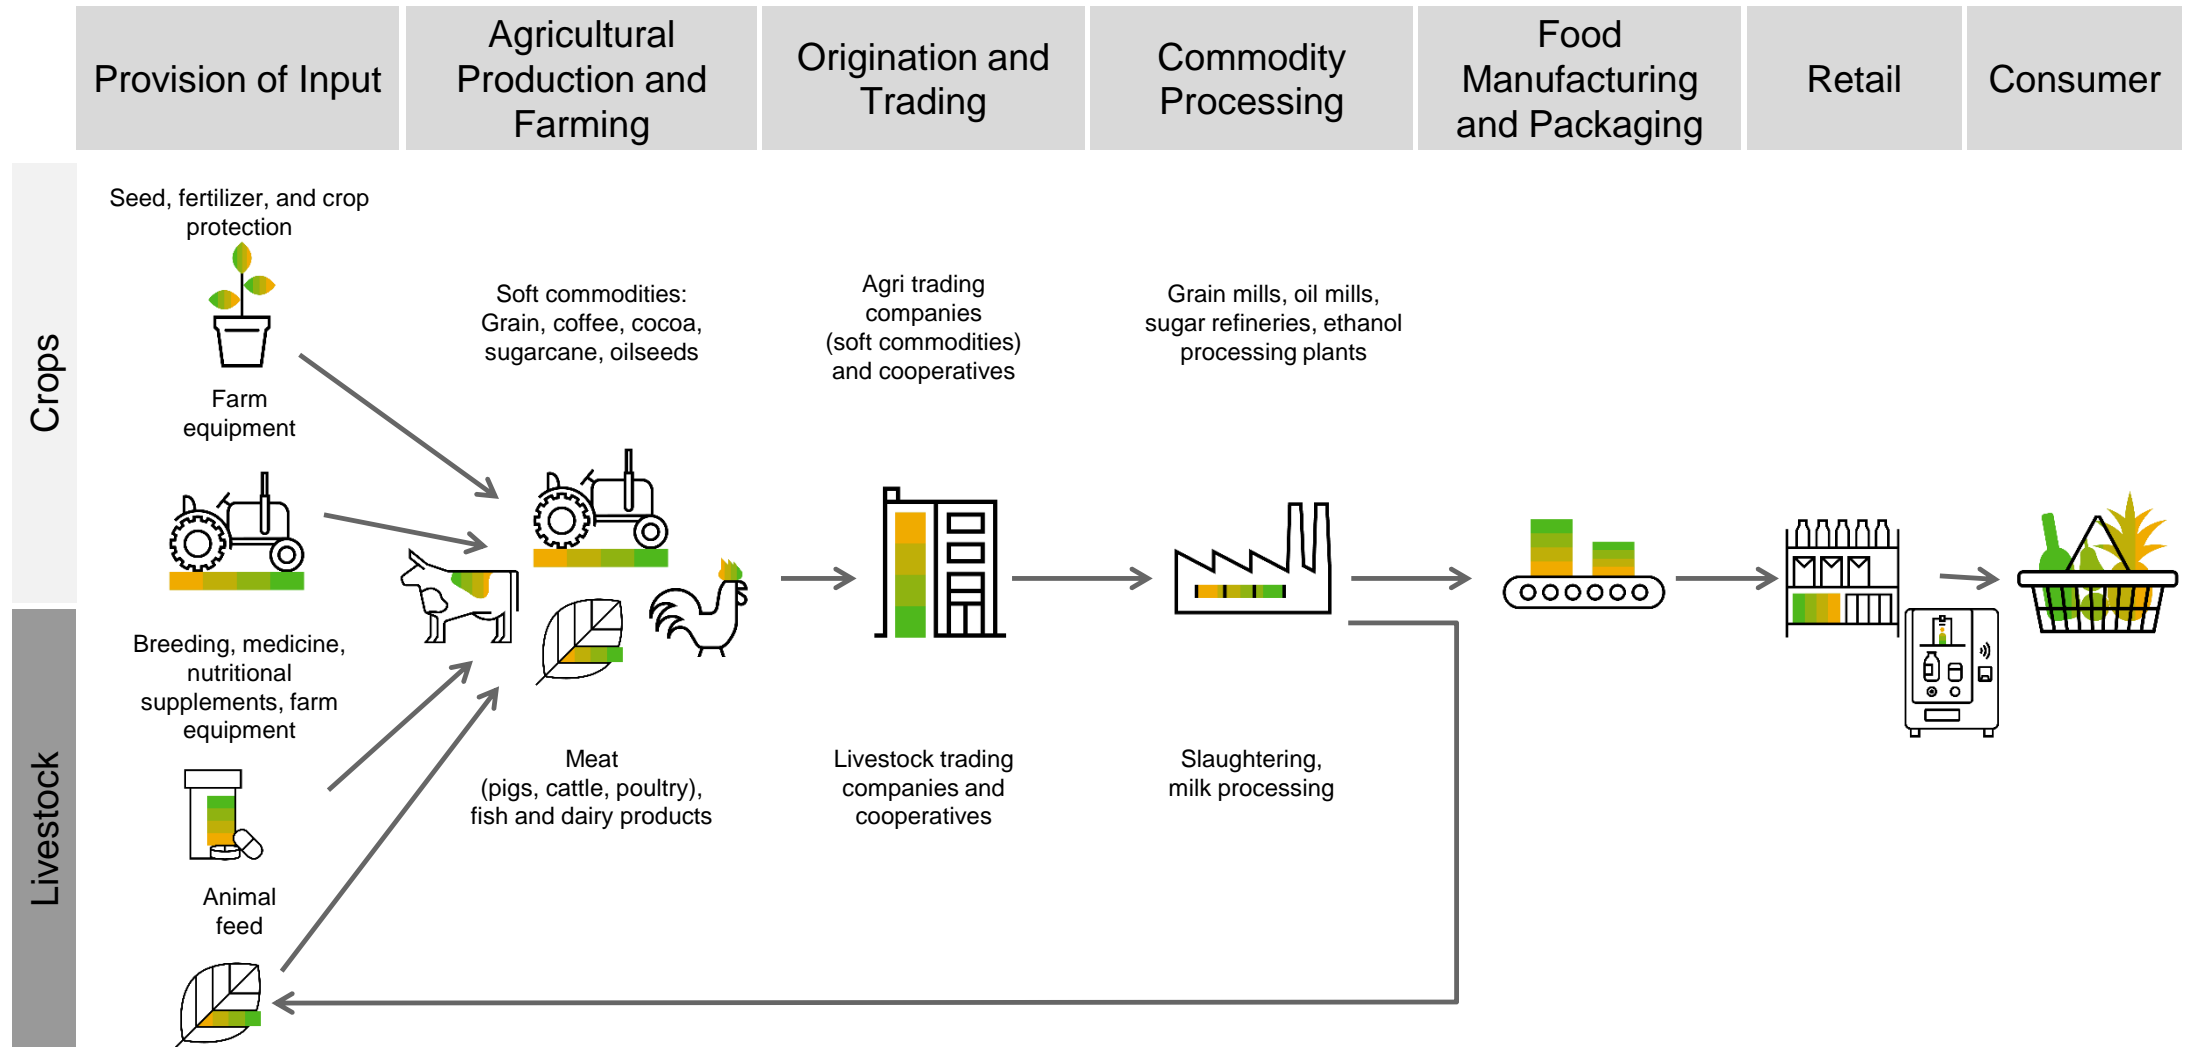 Provision of Input
Agricultural
Production and
Farming
Origination and
Trading
Commodity
Processing
Food
Manufacturing
and Packaging
Retail
Consumer
Crops
Seed, fertilizer, and crop
protection
Farm
equipment
Soft commodities:
Grain, coffee, cocoa,
sugarcane, oilseeds
Agri trading
companies
(soft commodities)
and cooperatives
Grain mills, oil mills,
sugar refineries, ethanol
processing plants
Livestock
Breeding, medicine,
nutritional
supplements, farm
equipment
Animal
feed
Meat
(pigs, cattle, poultry),
fish and dairy products
Livestock trading
companies and
cooperatives
Slaughtering,
milk processing